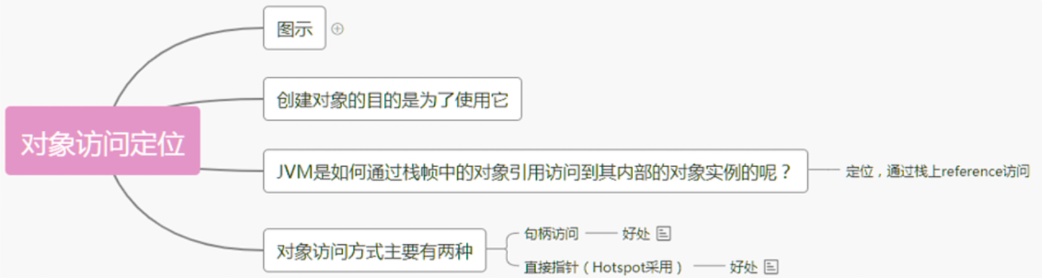 图示
创建对象的目的是为了使用它
对象访问定位
JVM是如何通过栈帧中的对象引用访问到其内部的对象实例的呢？
定位，通过栈上reference访问
对象访问方式主要有两种
句柄访问
好处
直接指针（Hotspot采用）
好处